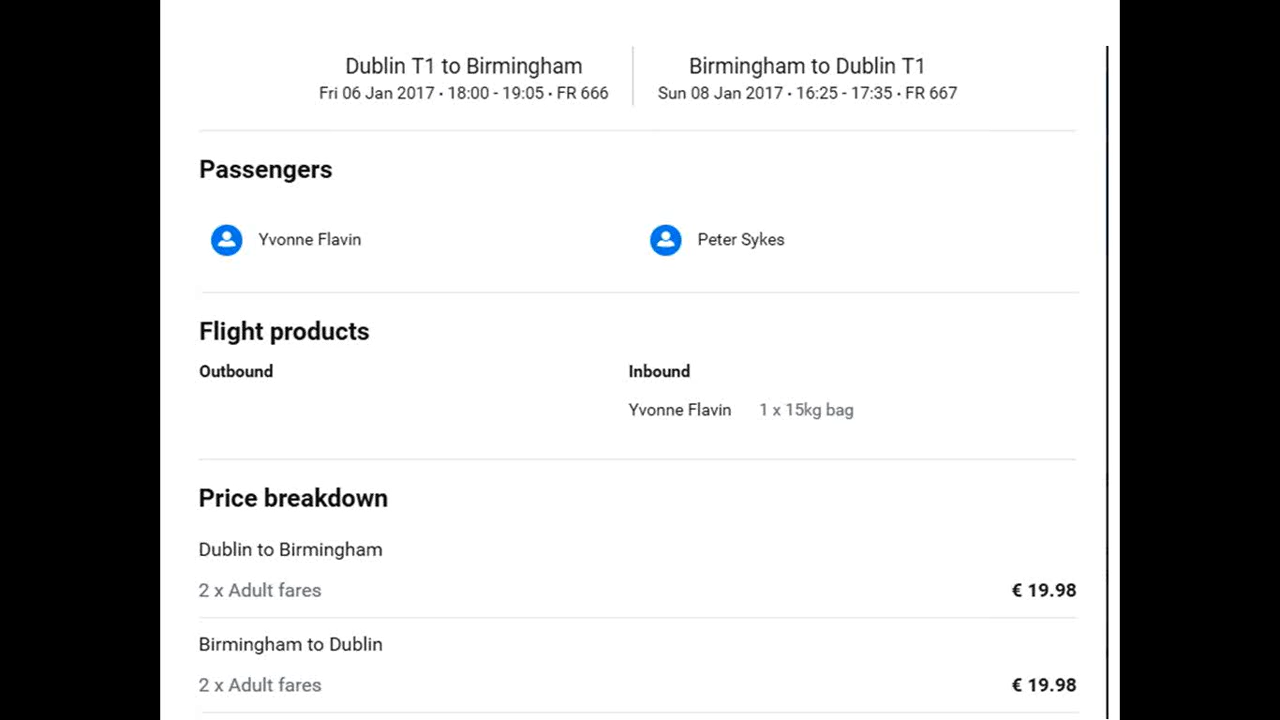 Dublin T1 to Birmingham
Fri 06 Jan 2017 • 18:00 - 19:05 • FR 666
Birmingham to Dublin T1
Sun 08 Jan 2017 • 16:25 - 17:35 • FR 667
Passengers
Yvonne Flavin
Peter Sykes
Flight products
Outbound
Inbound
Yvonne Flavin 1 x 15kg bag
Price breakdown
Dublin to Birmingham
2 x Adult fares € 19.98
Birmingham to Dublin
2 x Adult fares € 19.98